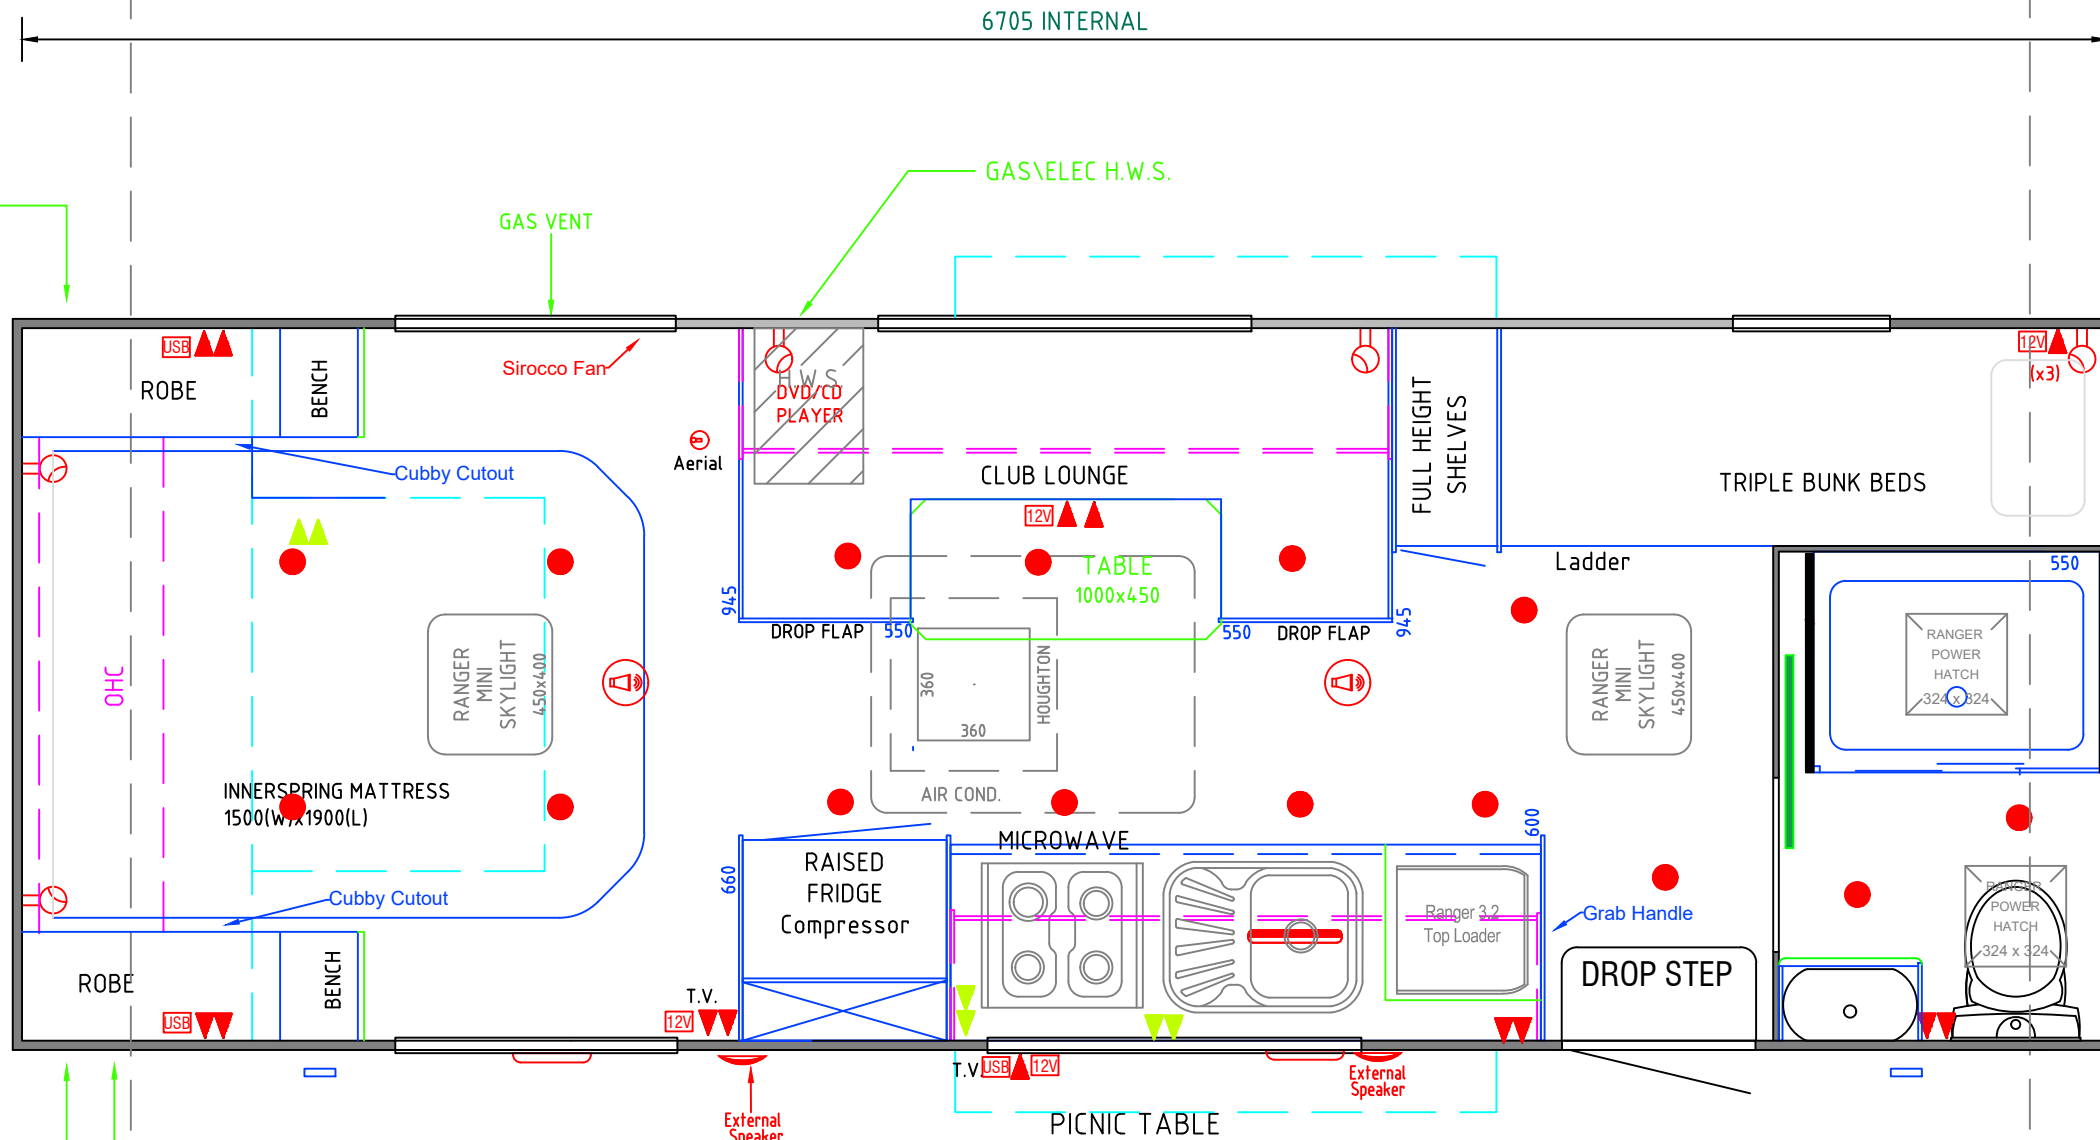 6705 INTERNAL
GAS\ELEC H.W.S.
GAS VENT
Sirocco Fan
USB
ROBE
BENCH
H.W.S.
DVD/CD
PLAYER
12V
(x3)
FULL HEIGHT
SHELVES
Cubby Cutout
Aerial
CLUB LOUNGE
TRIPLE BUNK BEDS
12V
TABLE
1000x450
Ladder
550
945
DROP FLAP
550
550
DROP FLAP
945
OHC
RANGER
MINI
SKYLIGHT
450x400
360
360
HOUGHTON
AIR COND.
RANGER
MINI
SKYLIGHT
450x400
RANGER
POWER
HATCH
324 x 324
INNERSPRING MATTRESS
1500(W)x1900(L)
MICROWAVE
600
660
RAISED
FRIDGE
Compressor
Cubby Cutout
Ranger 3.2
Top Loader
Grab Handle
RANGER
POWER
HATCH
324 x 324
ROBE
BENCH
DROP STEP
USB
T.V.
12V
T.V.
USB
12V
External
Speaker
External
Speaker
PICNIC TABLE